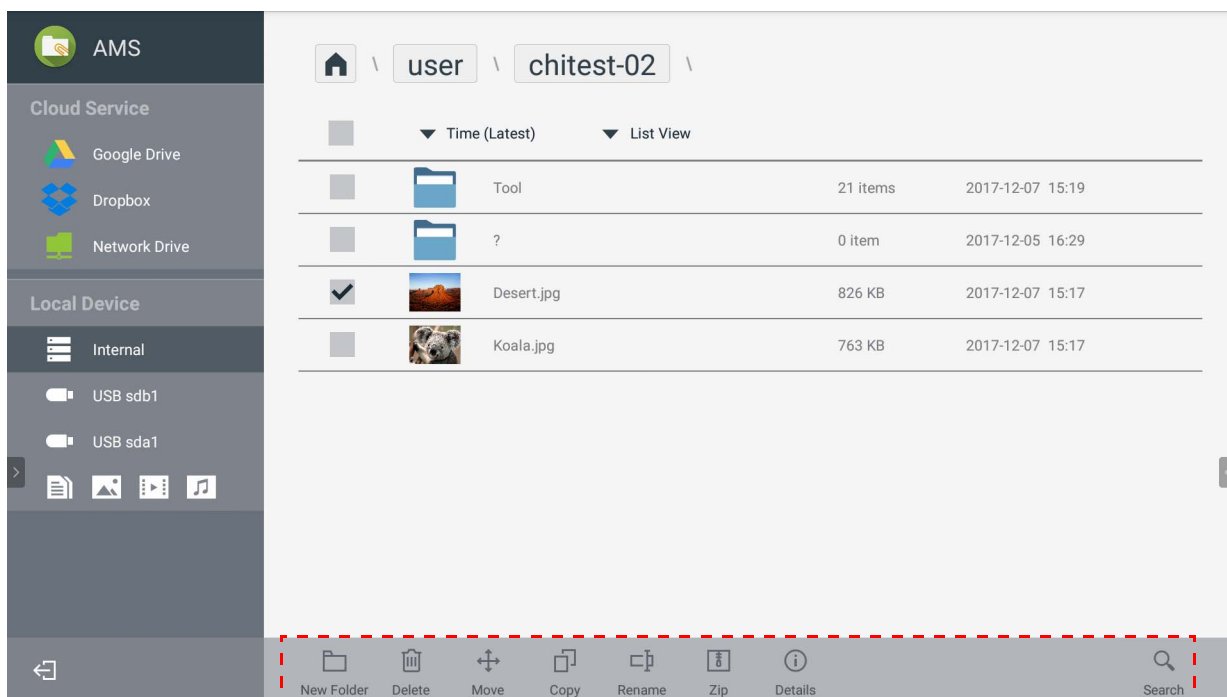 AMS
Cloud Service
Google Drive
Dropbox
Network Drive
Local Device
Internal
USB sdb1
USB sda1
\ user \ chitest-02 \
Time (Latest) List View
Tool 21 items 2017-12-07 15:19
? 0 item 2017-12-05 16:29
Desert.jpg 826 KB 2017-12-07 15:17
Koala.jpg 763 KB 2017-12-07 15:17
New Folder Delete Move Copy Rename Zip Details Search